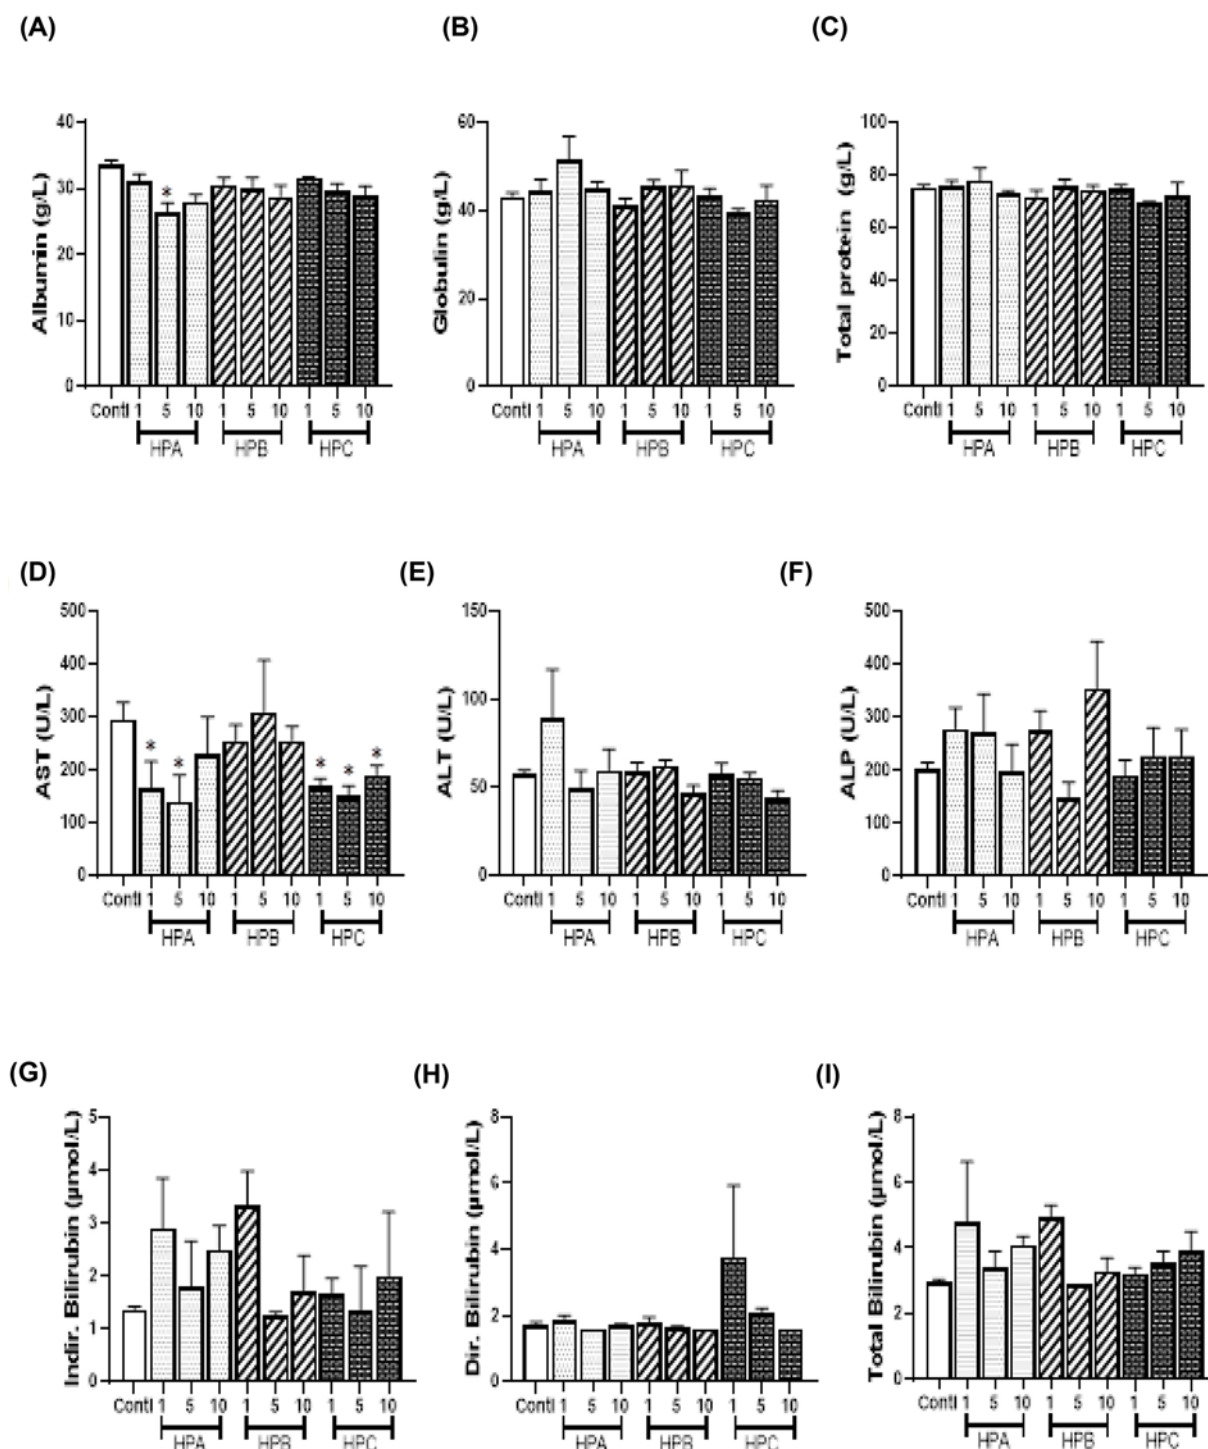 (A)
(B)
(C)
Albumin (g/L)
40
30
20
10
0
*
Contl 1 5 10 1 5 10 1 5 10
HPA HPB HPC
Globulin (g/L)
60
40
20
0
Contl 1 5 10 1 5 10 1 5 10
HPA HPB HPC
Total protein (g/L)
100
80
60
40
20
0
Contl 1 5 10 1 5 10 1 5 10
HPA HPB HPC
(D)
(E)
(F)
AST (U/L)
500
400
300
200
100
0
* * * * *
Contl 1 5 10 1 5 10 1 5 10
HPA HPB HPC
ALT (U/L)
150
100
50
0
Contl 1 5 10 1 5 10 1 5 10
HPA HPB HPC
ALP (U/L)
500
400
300
200
100
0
Contl 1 5 10 1 5 10 1 5 10
HPA HPB HPC
(G)
(H)
(I)
Indir. Bilirubin (µmol/L)
5
4
3
2
1
0
Contl 1 5 10 1 5 10 1 5 10
HPA HPB HPC
Dir. Bilirubin (µmol/L)
8
6
4
2
0
Contl 1 5 10 1 5 10 1 5 10
HPA HPB HPC
Total Bilirubin (µmol/L)
8
6
4
2
0
Contl 1 5 10 1 5 10 1 5 10
HPA HPB HPC